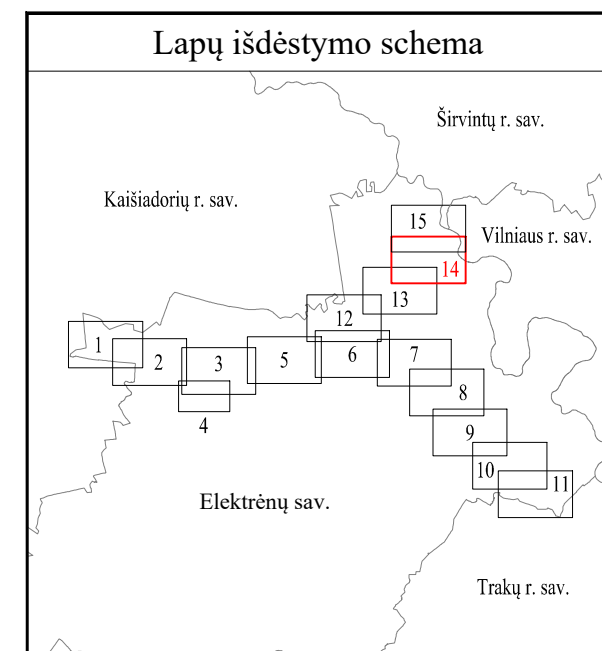 Lapų išdėstymo schema
Širvintų r. sav.
Kaišiadorių r. sav.
15
Vilniaus r. sav.
14
13
12
1
2
3
5
6
7
4
8
9
10
11
Elektrėnų sav.
Trakų r. sav.